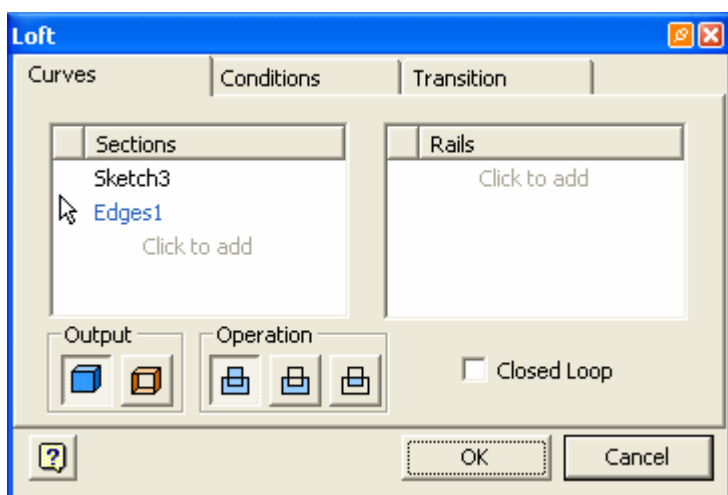 Loft
Curves
Conditions
Transition
Sections
Rails
Sketch3
Click to add
Edges1
Click to add
Output
Operation
Closed Loop
?
OK
Cancel